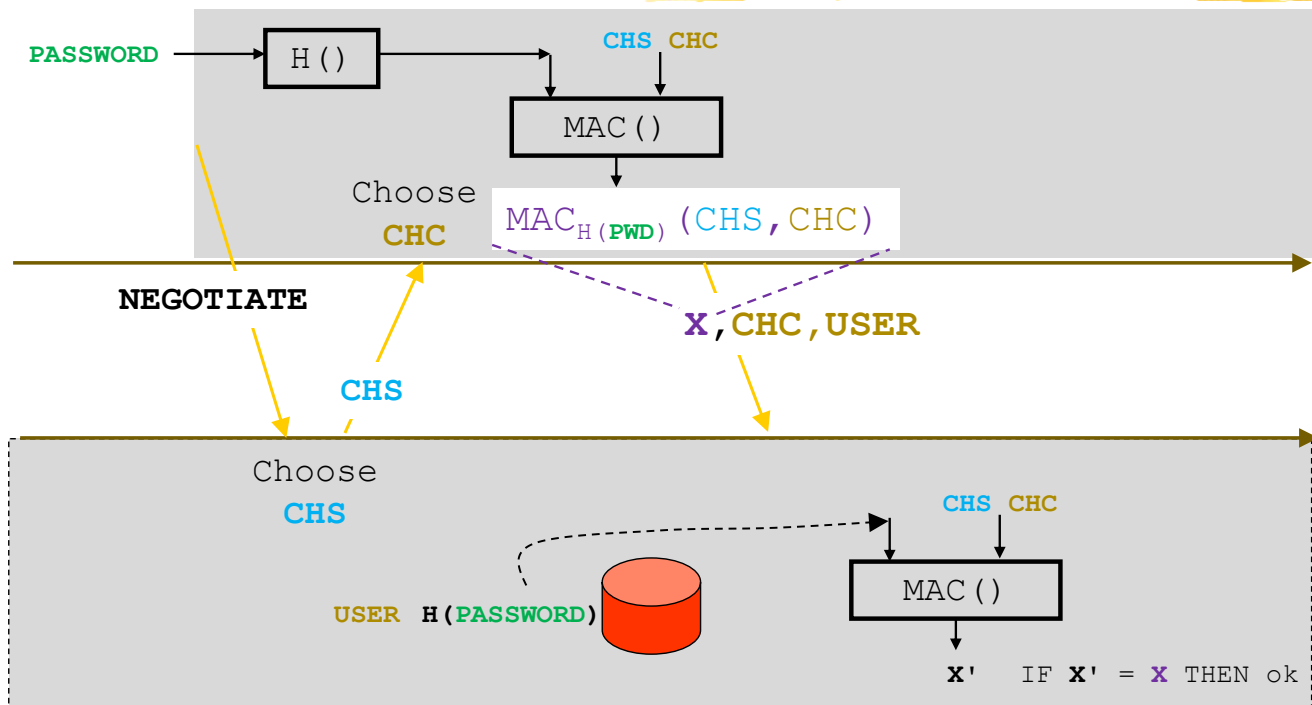 PASSWORD
H()
CHS CHC
MAC()
Choose
CHC
MAC_H(PWD)(CHS,CHC)
NEGOTIATE
X,CHC,USER
CHS
Choose
CHS
CHS CHC
MAC()
USER H(PASSWORD)
X' IF X' = X THEN ok